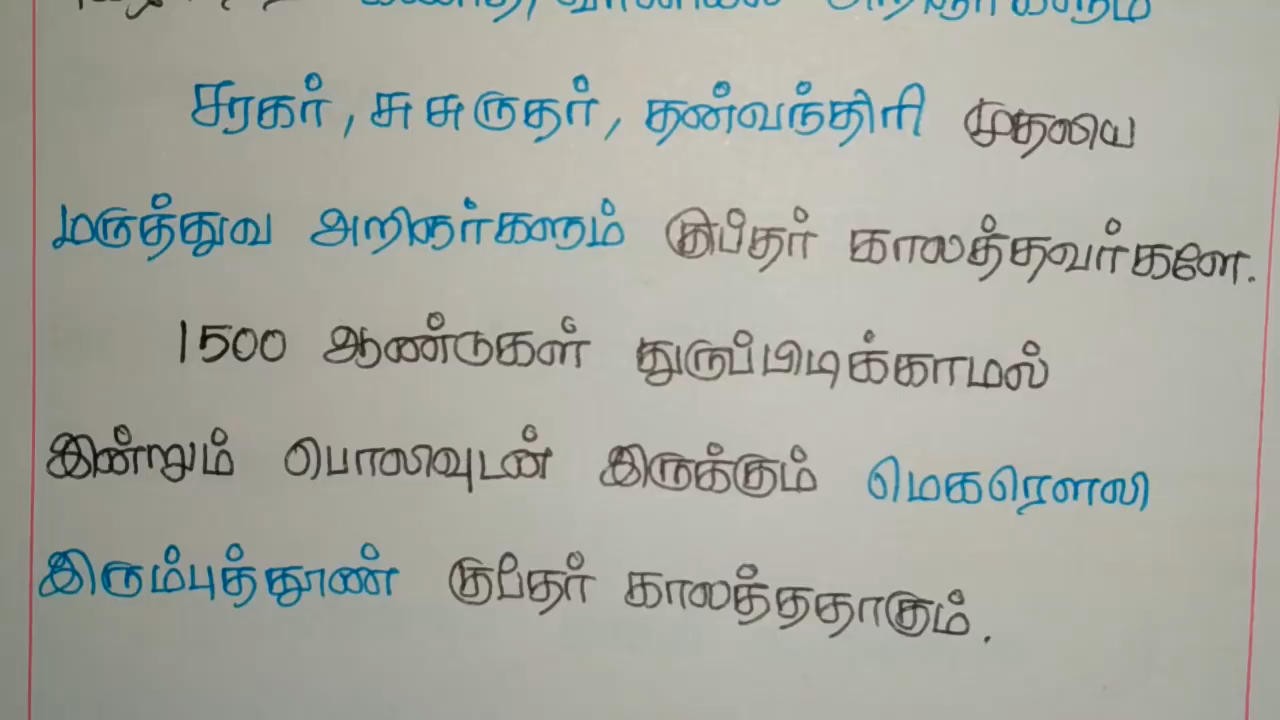 சரகர், சுசுருதர், தன்வந்திரி முதலிய
மருத்துவ அறிஞர்களும் குப்தர் காலத்தவர்களே.
1500 ஆண்டுகள் துருப்பிடிக்காமல்
இன்றும் பொலிவுடன் இருக்கும் மெகரௌலி
இரும்புத்தூண் குப்தர் காலத்ததாகும்.